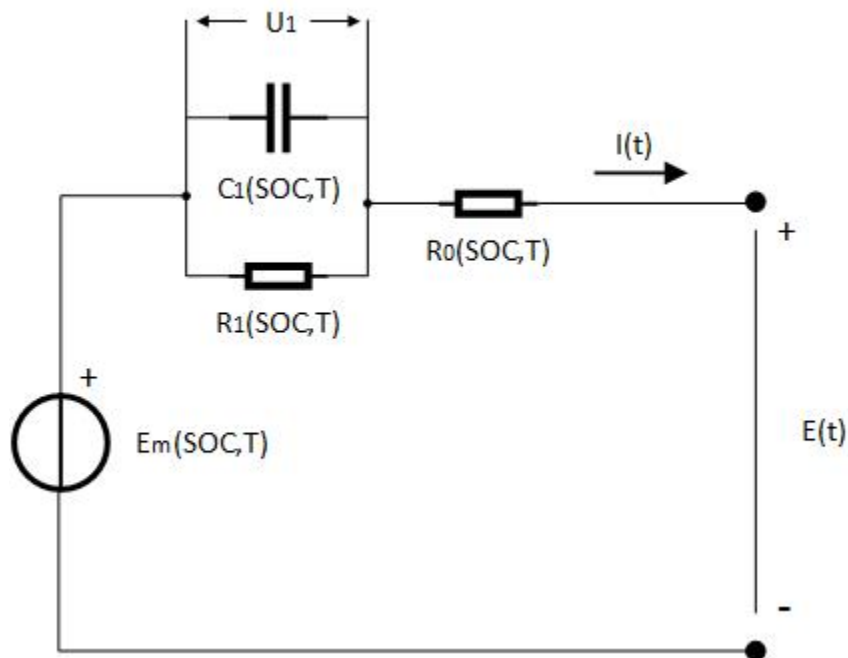 U1
I(t)
C1(SOC,T)
+
R0(SOC,T)
R1(SOC,T)
+
Em(SOC,T)
E(t)
-